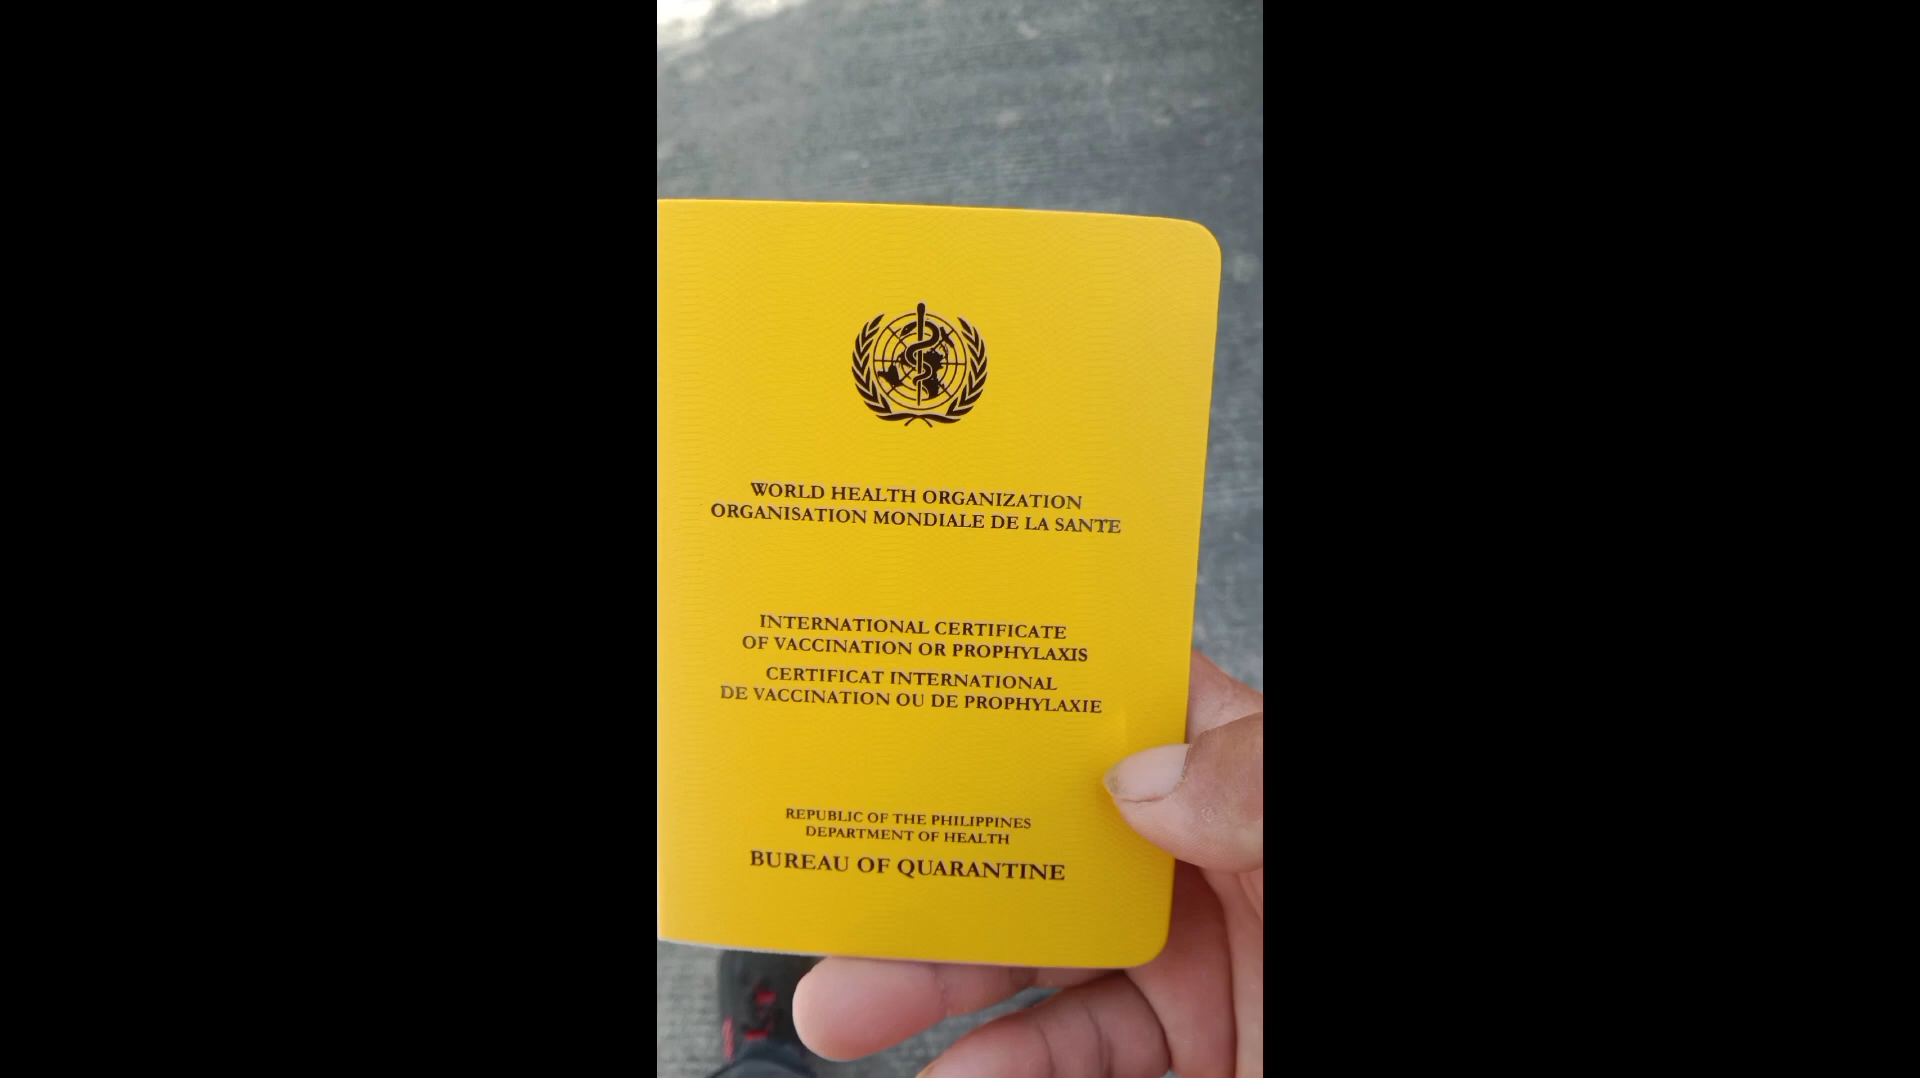 WORLD HEALTH ORGANIZATION
ORGANISATION MONDIALE DE LA SANTE
INTERNATIONAL CERTIFICATE
OF VACCINATION OR PROPHYLAXIS
CERTIFICAT INTERNATIONAL
DE VACCINATION OU DE PROPHYLAXIE
REPUBLIC OF THE PHILIPPINES
DEPARTMENT OF HEALTH
BUREAU OF QUARANTINE